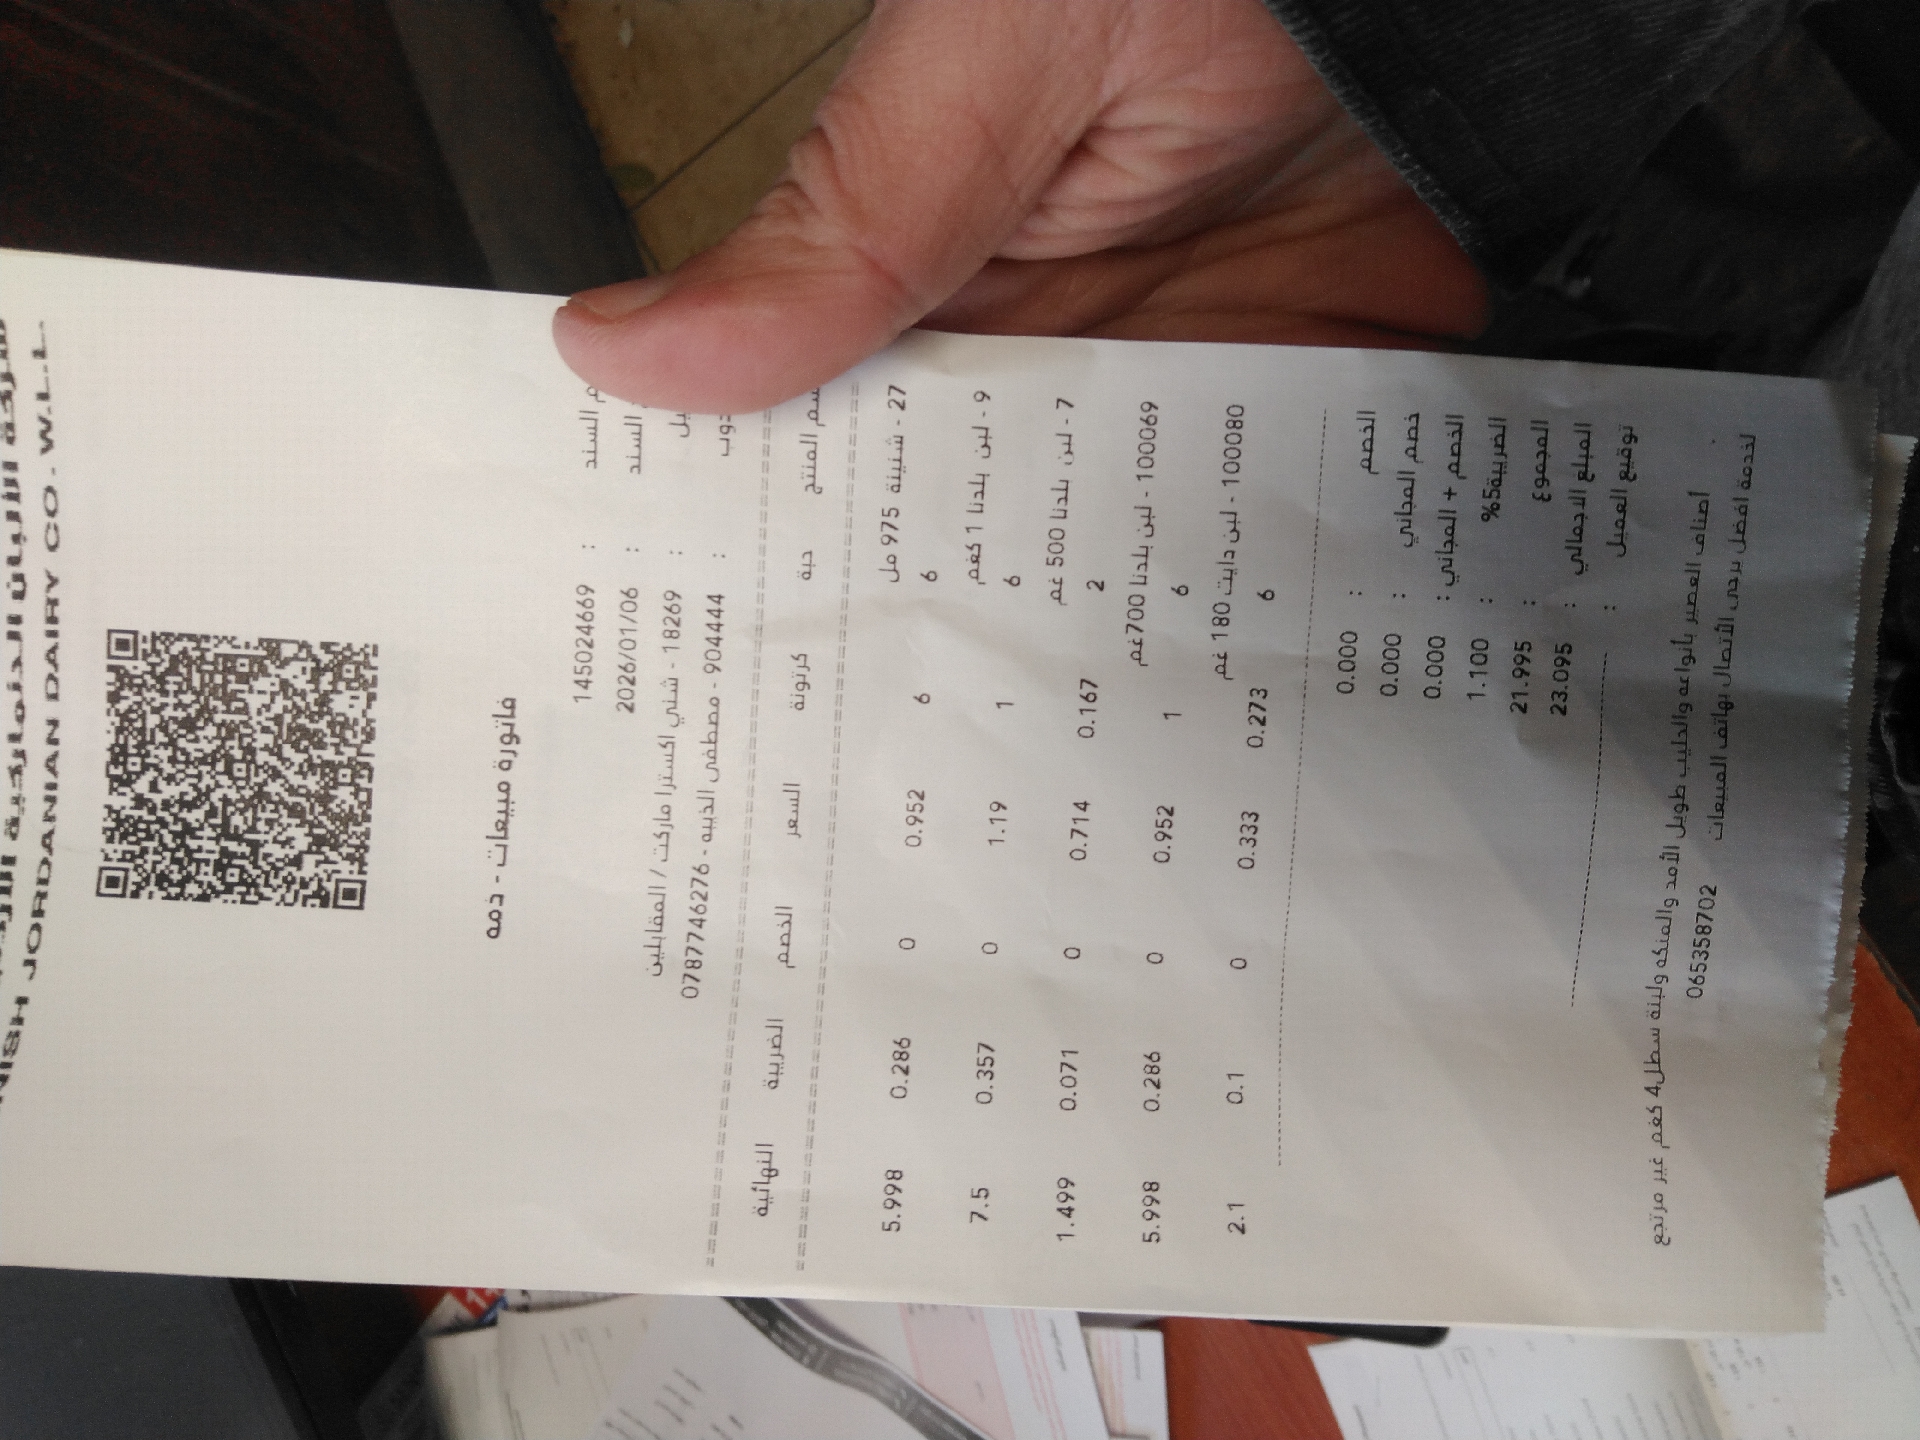 JORDANIAN DAIRY CO. W.L.L
فاتورة مبيعات - ذمه
السند : 145024669
السند : 2026/01/06
: 18269 - شني اكسترا ماركت / المقابلين
: 904444 - مصطفى الذيبه - 0787746276
المنتج حبة كرتونة السعر الخصم الضريبة النهائية
27 - شنينة 975 مل
6 6 0.952 0 0.286 5.998
9 - لبن بلدنا 1 كغم
6 1 1.19 0 0.357 7.5
7 - لبن بلدنا 500 غم
2 0.167 0.714 0 0.071 1.499
100069 - لبن بلدنا 700غم
6 1 0.952 0 0.286 5.998
100080 - لبن دايت 180 غم
6 0.273 0.333 0 0.1 2.1
الخصم : 0.000
خصم المجاني : 0.000
الخصم + المجاني : 0.000
الضريبة5% : 1.100
المجموع : 21.995
المبلغ الاجمالي : 23.095
توقيع العميل :
أصناف العصير بأنواعه والحليب طويل الأمد والمنكه ولبنة سطل4 كغم غير مرتجع
لخدمة افضل يرجى الأتصال بهاتف المبيعات 065358702